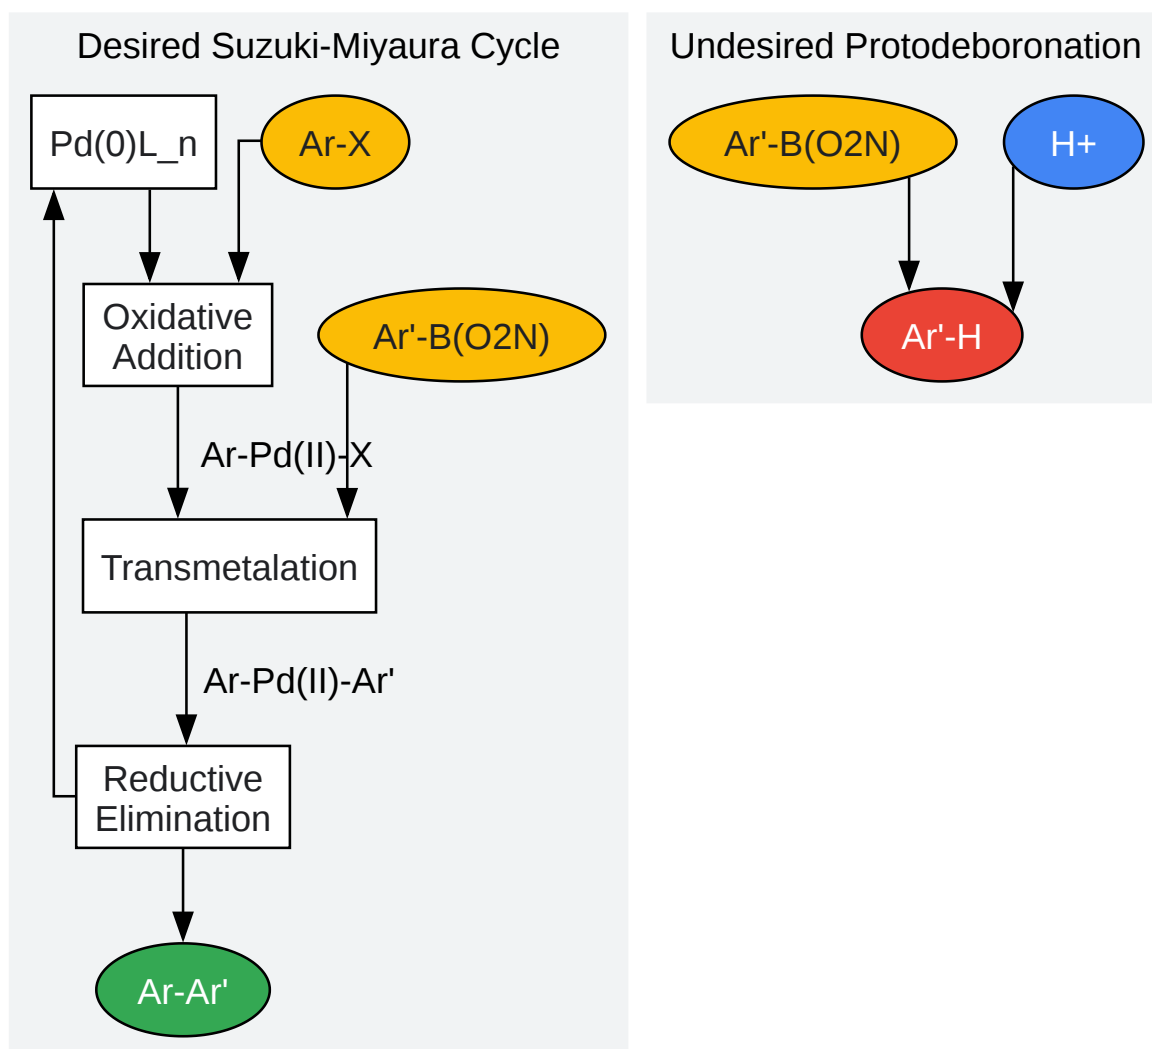 Desired Suzuki-Miyaura Cycle
Pd(0)L_n
Ar-X
Oxidative
Addition
Ar'-B(O2N)
Ar-Pd(II)-X
Transmetalation
Ar-Pd(II)-Ar'
Reductive
Elimination
Ar-Ar'
Undesired Protodeboronation
Ar'-B(O2N)
H+
Ar'-H